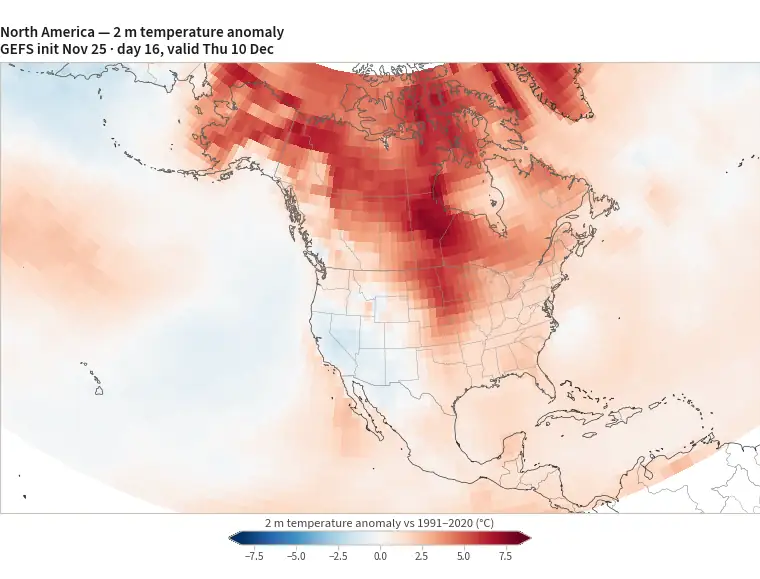 North America — 2 m temperature anomaly
GEFS init Nov 25 · day 16, valid Thu 10 Dec
2 m temperature anomaly vs 1991–2020 (°C)
−7.5 −5.0 −2.5 0.0 2.5 5.0 7.5